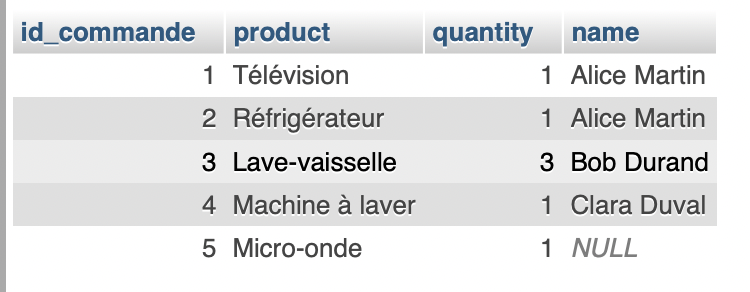 id_commande product quantity name
1 Télévision 1 Alice Martin
2 Réfrigérateur 1 Alice Martin
3 Lave-vaisselle 3 Bob Durand
4 Machine à laver 1 Clara Duval
5 Micro-onde 1 NULL